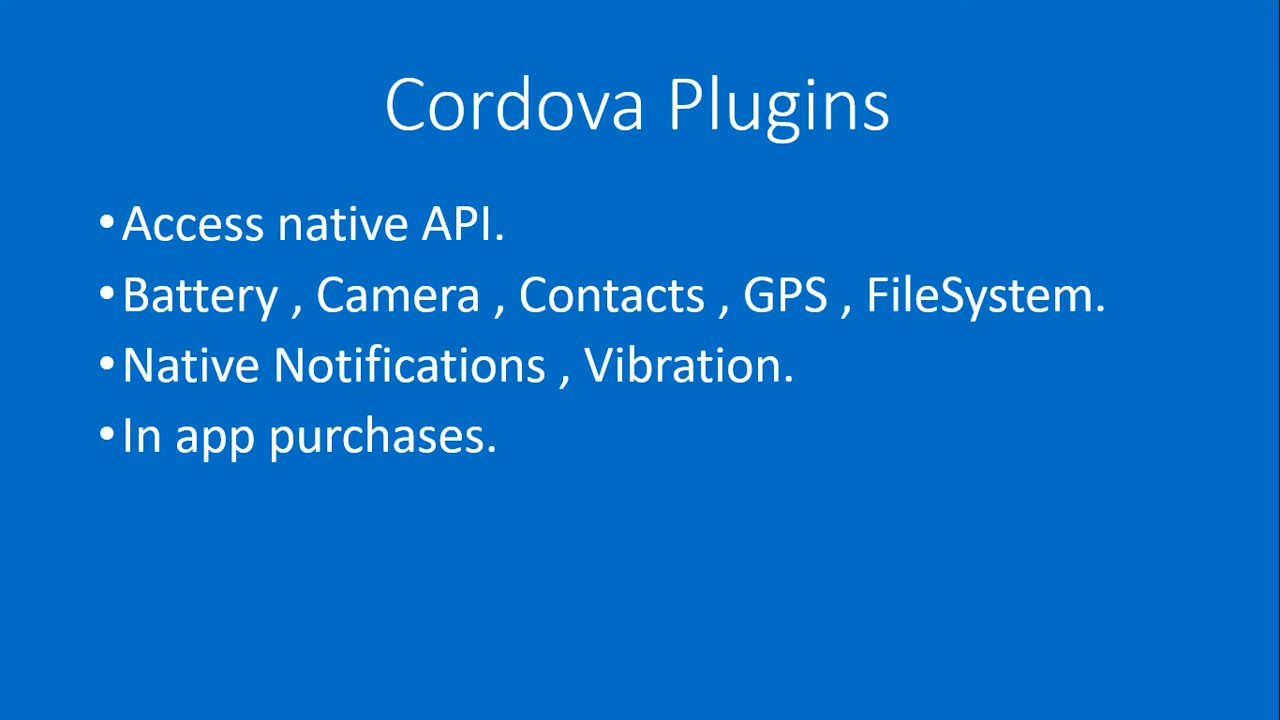 Cordova Plugins
•Access native API.
•Battery , Camera , Contacts , GPS , FileSystem.
•Native Notifications , Vibration.
•In app purchases.